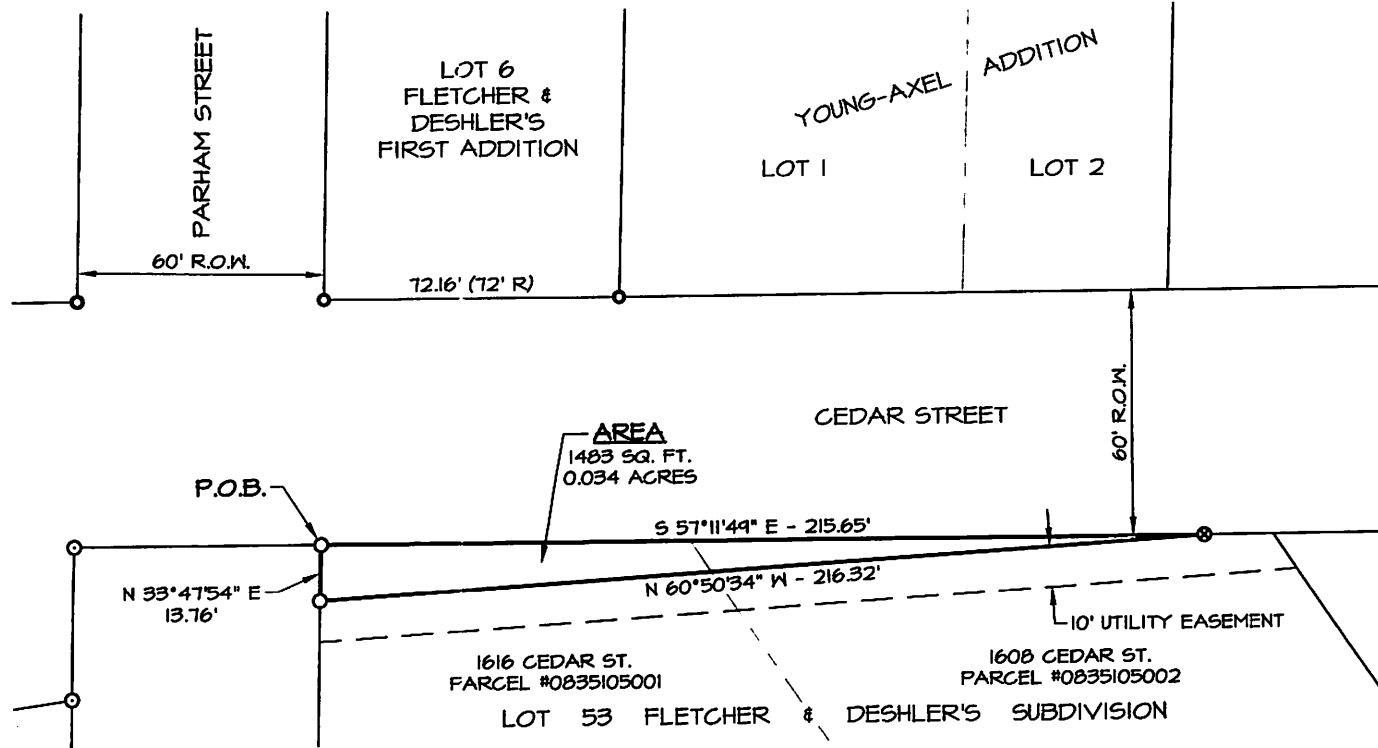 PARHAM STREET
LOT 6
FLETCHER &
DESHLER'S
FIRST ADDITION
YOUNG-AXEL ADDITION
LOT 1
LOT 2
60' R.O.W.
72.16' (72' R)
CEDAR STREET
60' R.O.W.
AREA
1483 SQ. FT.
0.034 ACRES
P.O.B.
S 57°11'49" E - 215.65'
N 33°47'54" E
13.76'
N 60°50'34" W - 216.32'
10' UTILITY EASEMENT
1616 CEDAR ST.
PARCEL #0835105001
1608 CEDAR ST.
PARCEL #0835105002
LOT 53 FLETCHER & DESHLER'S SUBDIVISION